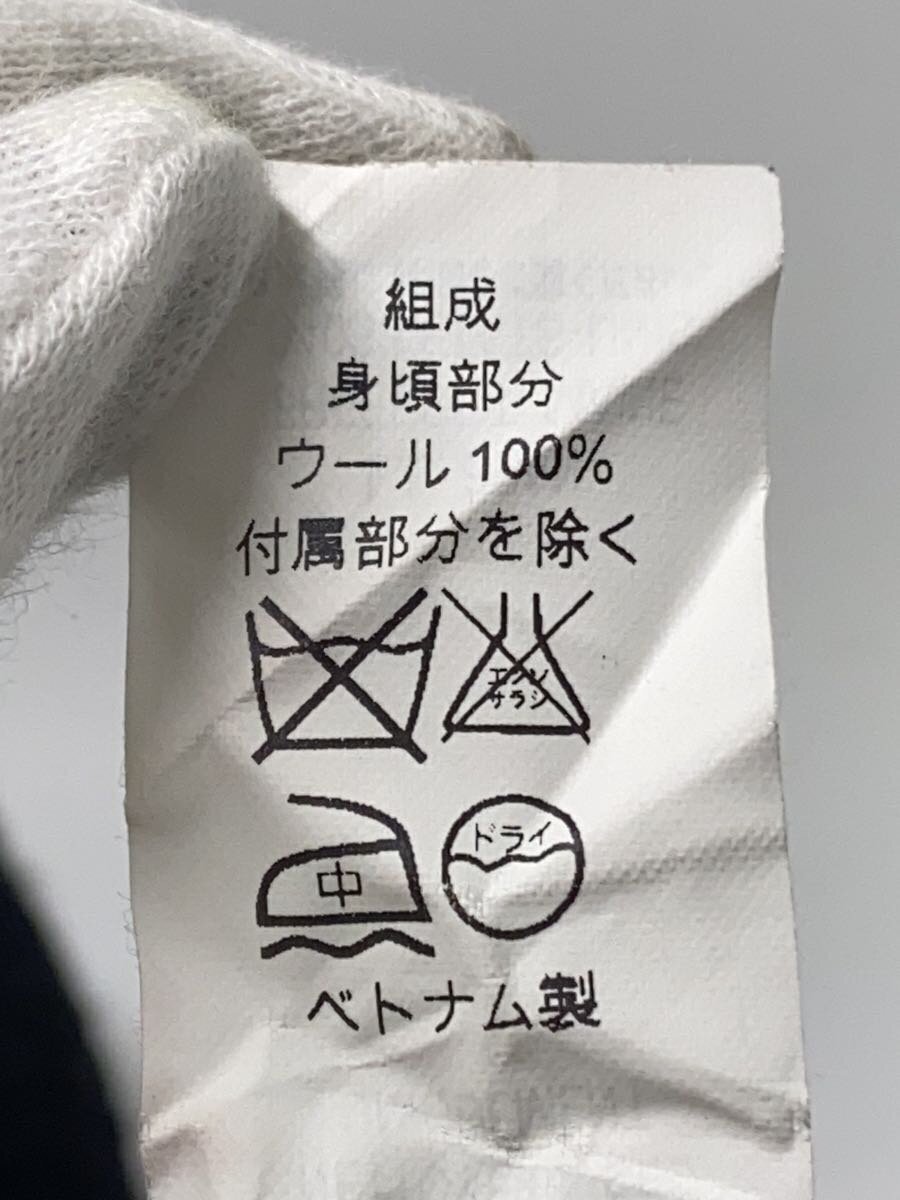 組成
身頃部分
ウール 100%
付属部分を除く
エンソ
サラシ
中
ドライ
ベトナム製